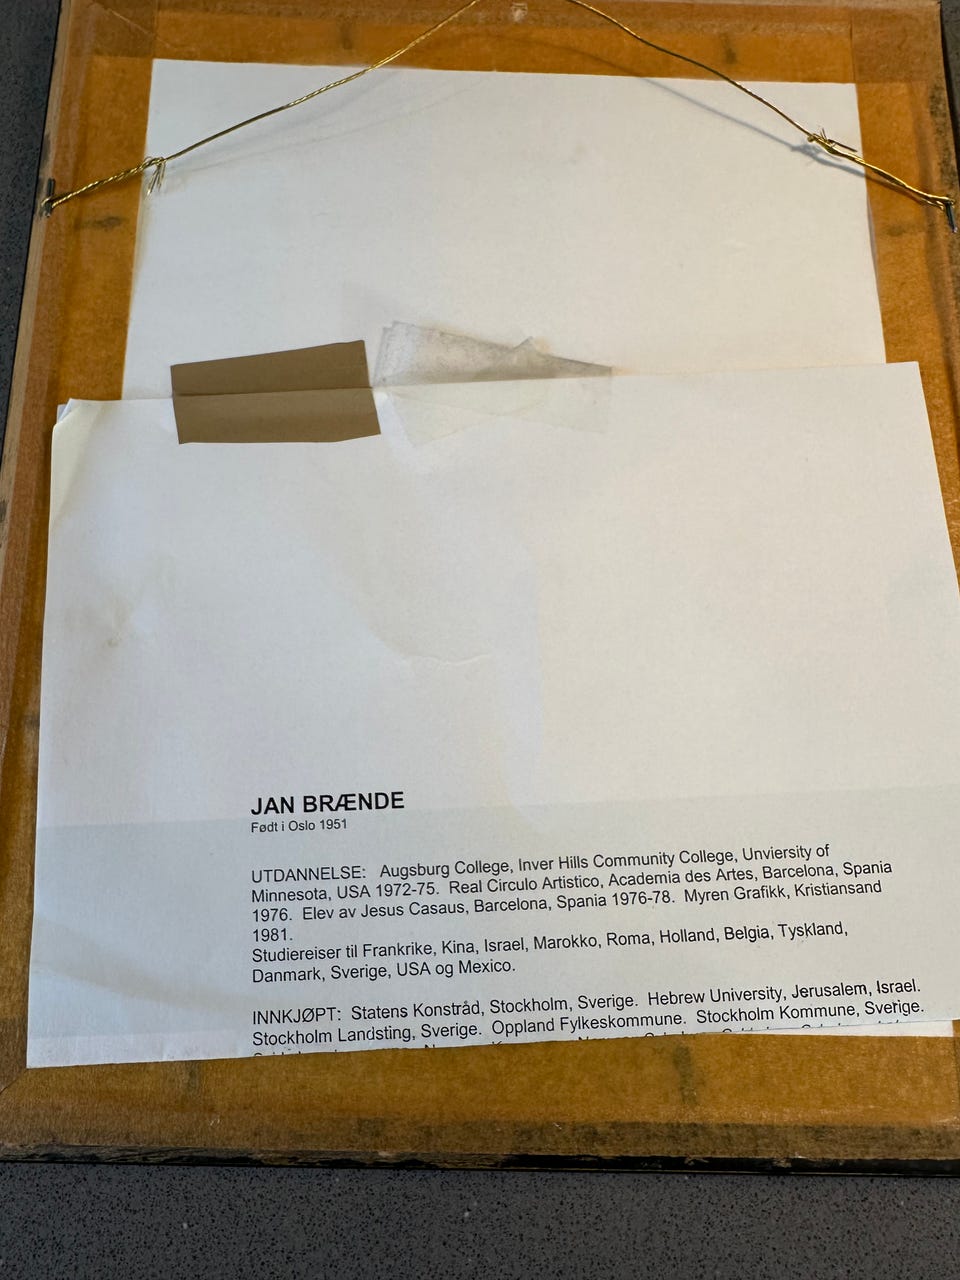 JAN BRÆNDE
Født i Oslo 1951
UTDANNELSE: Augsburg College, Inver Hills Community College, Unviersity of
Minnesota, USA 1972-75. Real Circulo Artistico, Academia des Artes, Barcelona, Spania
1976. Elev av Jesus Casaus, Barcelona, Spania 1976-78. Myren Grafikk, Kristiansand
1981.
Studiereiser til Frankrike, Kina, Israel, Marokko, Roma, Holland, Belgia, Tyskland,
Danmark, Sverige, USA og Mexico.
INNKJØPT: Statens Konstråd, Stockholm, Sverige. Hebrew University, Jerusalem, Israel.
Stockholm Landsting, Sverige. Oppland Fylkeskommune. Stockholm Kommune, Sverige.